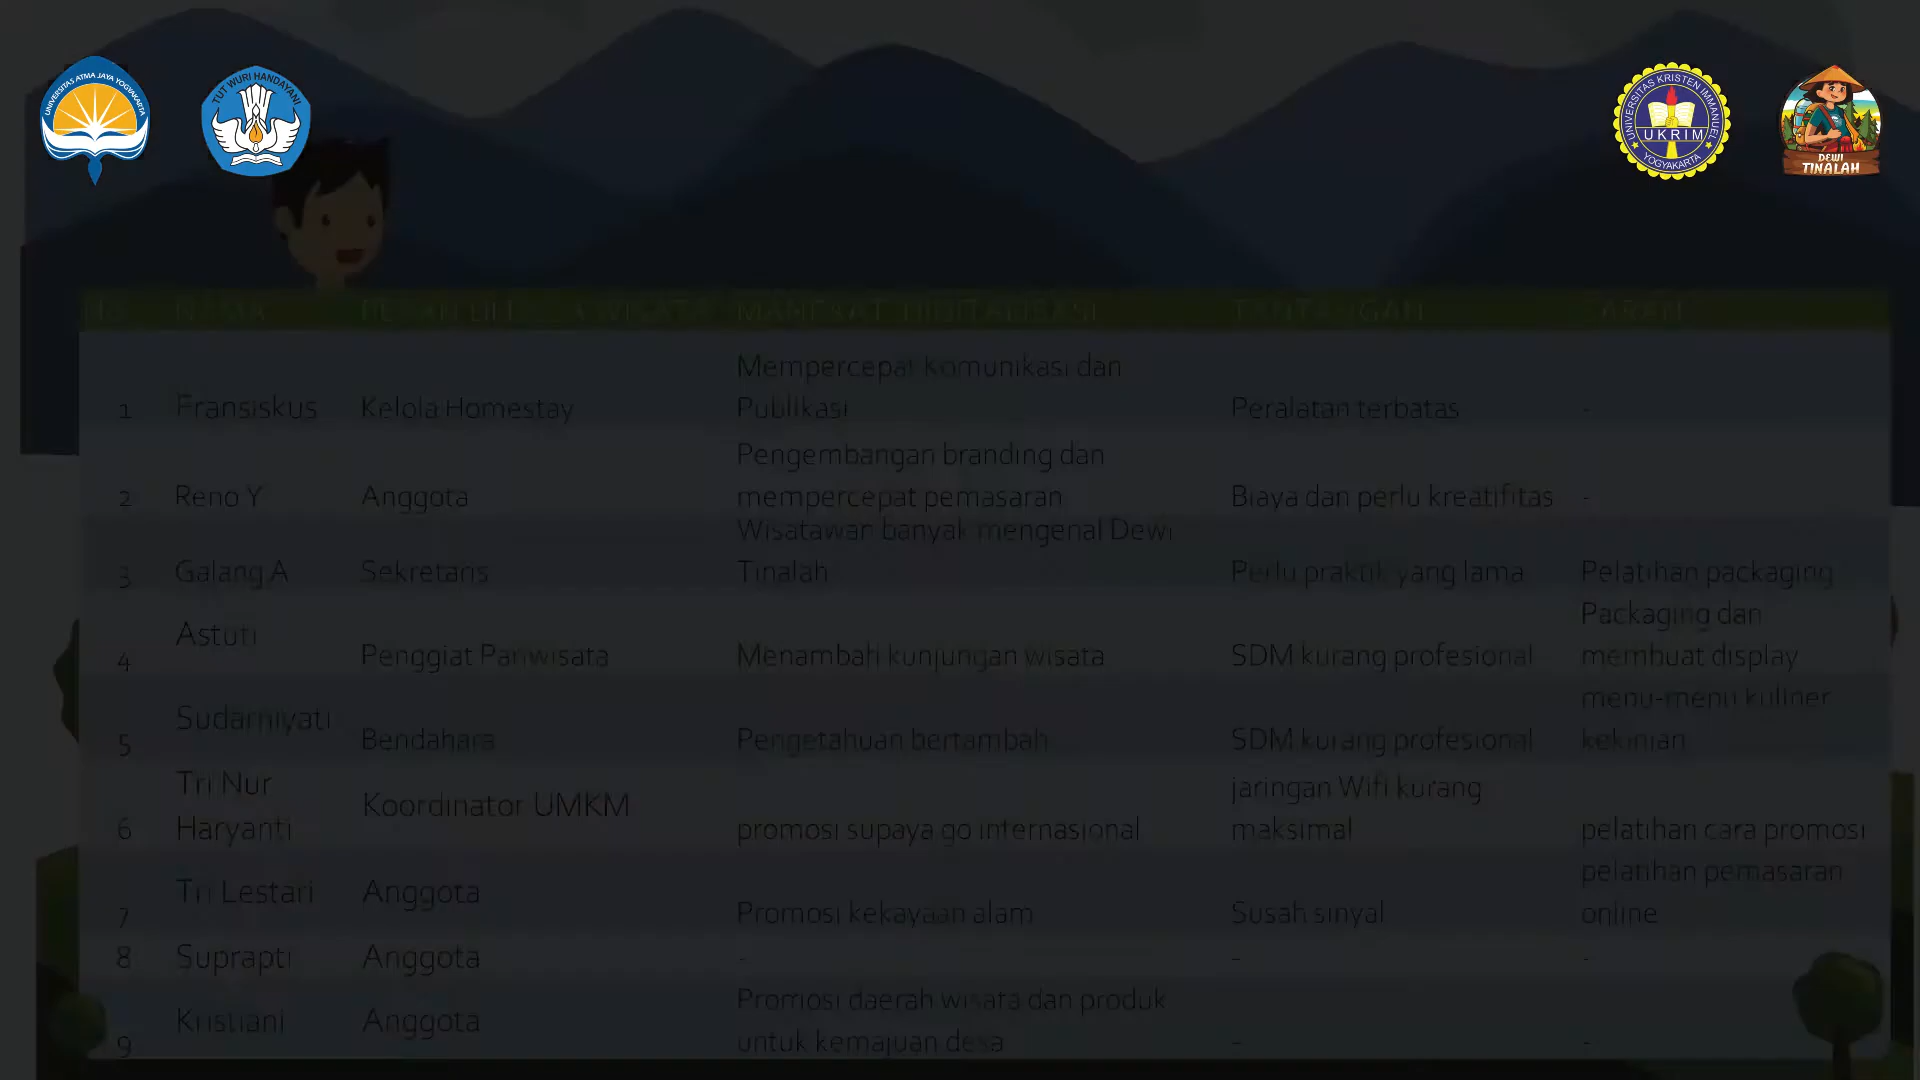 UNIVERSITAS ATMA JAYA YOGYAKARTA
TUT WURI HANDAYANI
UNIVERSITAS KRISTEN IMMANUEL
UKRIM
YOGYAKARTA
DEWI
TINALAH
NAMA MANFAAT DIGITALISASI TANTANGAN
1 Fransiskus Kelola Homestay Mempercepat Komunikasi dan Publikasi Peralatan terbatas -
2 Reno Y Anggota Pengembangan branding dan mempercepat pemasaran Biaya dan perlu kreatifitas -
3 Galang A Sekretaris Wisatawan banyak mengenal Dewi Tinalah Perlu praktik yang lama Pelatihan packaging
4 Astuti Penggiat Pariwisata Menambah kunjungan wisata SDM kurang profesional Packaging dan membuat display
5 Sudarniyati Bendahara Pengetahuan bertambah SDM kurang profesional menu-menu kuliner kekinian
6 Tri Nur Haryanti Koordinator UMKM promosi supaya go internasional jaringan Wifi kurang maksimal pelatihan cara promosi
7 Tri Lestari Anggota Promosi kekayaan alam Susah sinyal pelatihan pemasaran online
8 Suprapti Anggota - - -
9 Kristiani Anggota Promosi daerah wisata dan produk untuk kemajuan desa - -